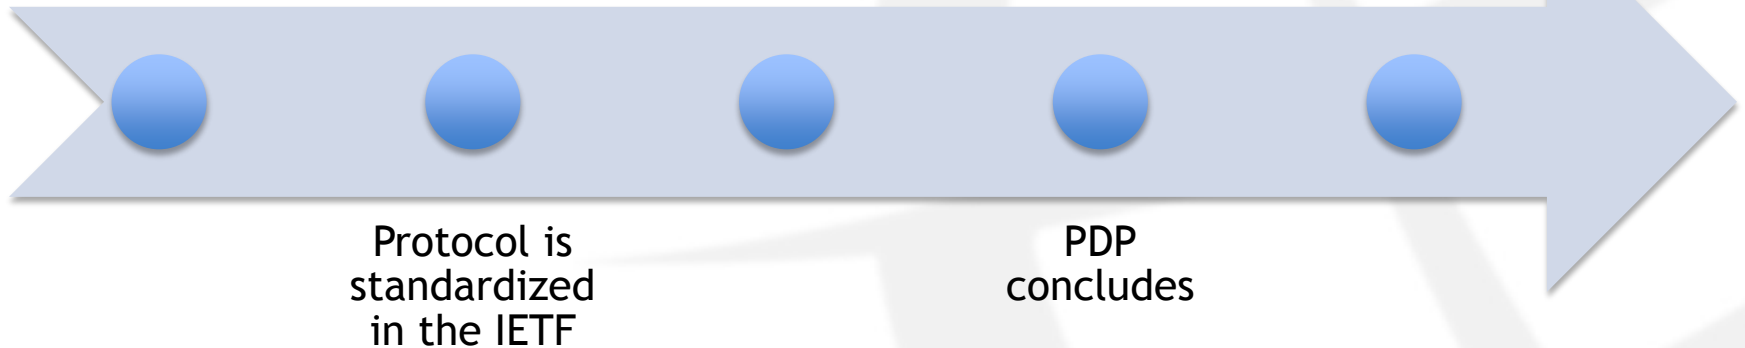 Protocol is
standardized
in the IETF
PDP
concludes